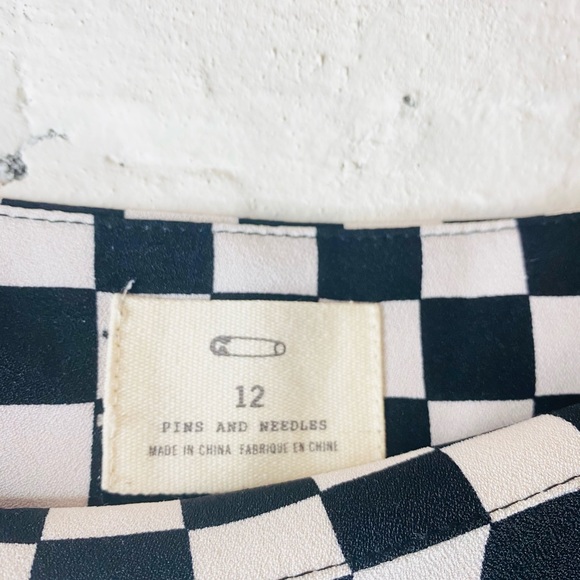 12
PINS AND NEEDLES
MADE IN CHINA FABRIQUE EN CHINE